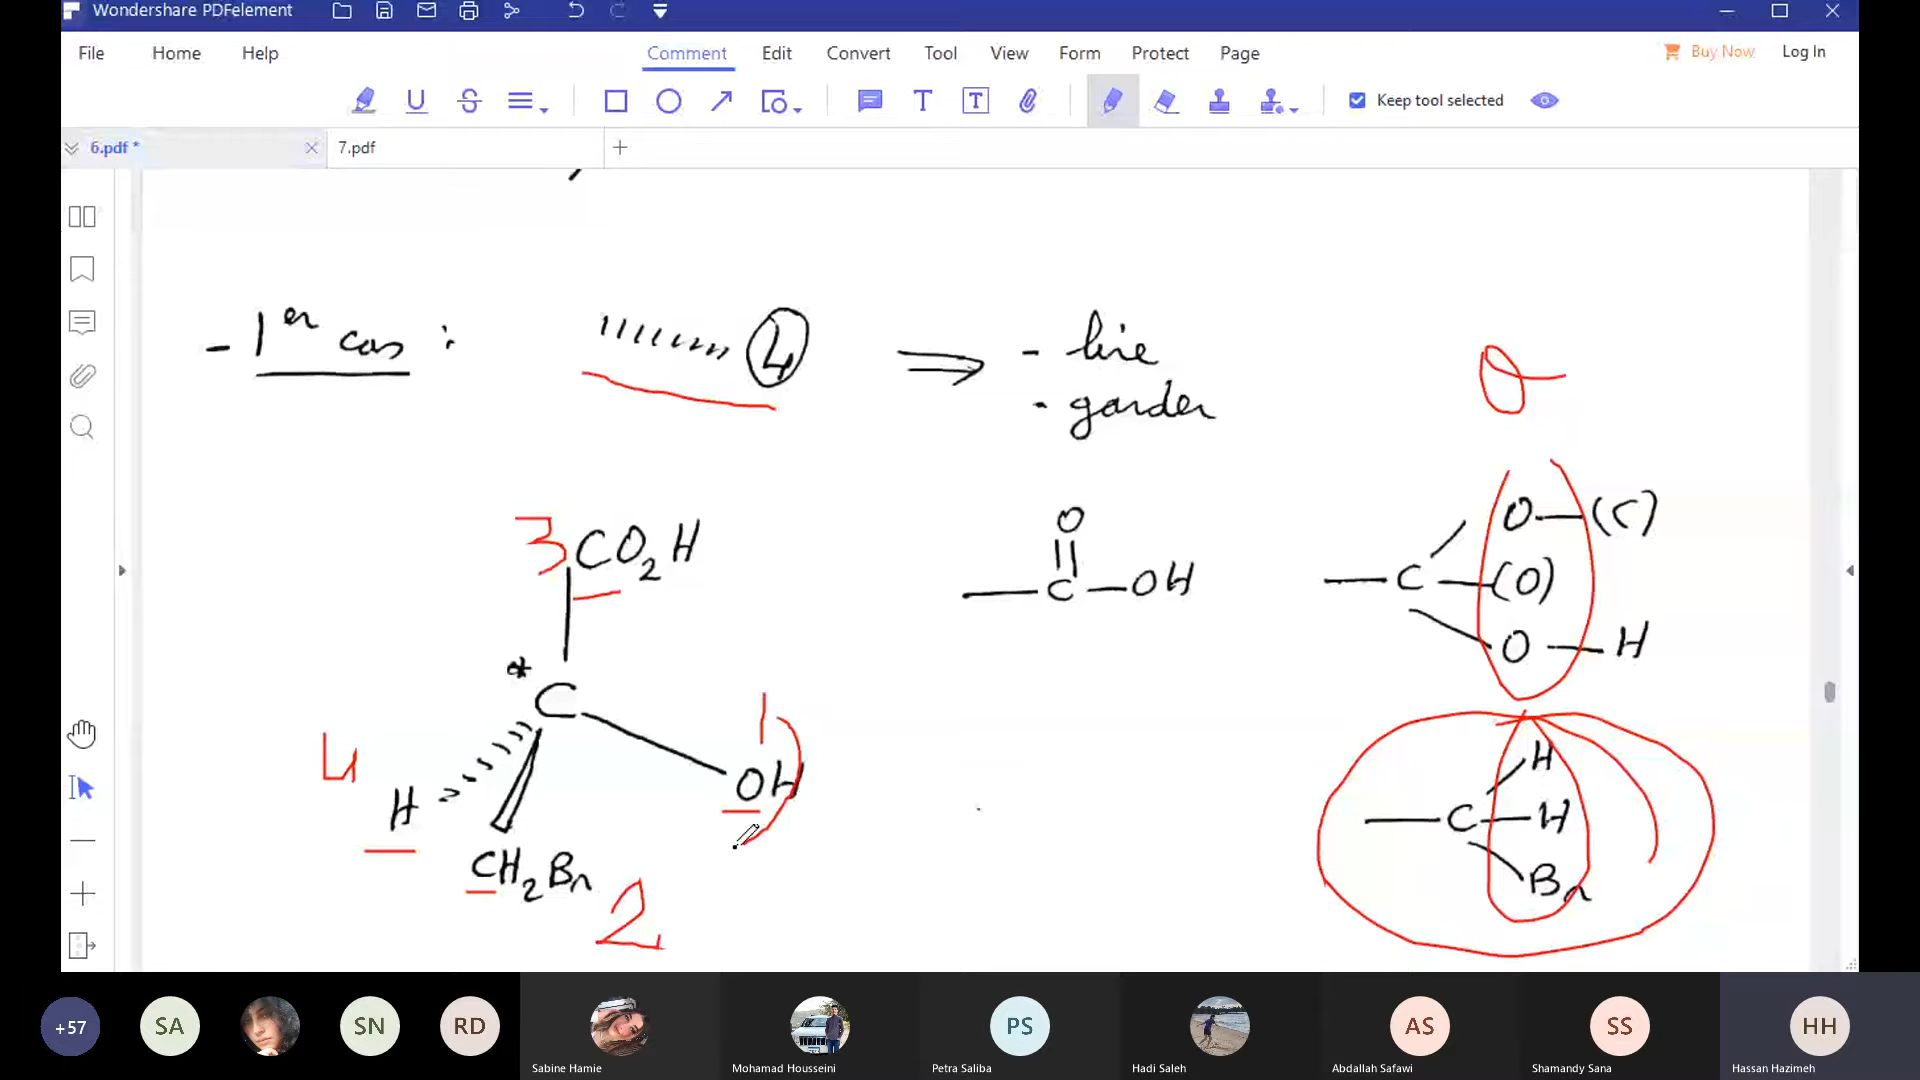 Wondershare PDFelement
File Home Help Comment Edit Convert Tool View Form Protect Page Buy Now Log In
Keep tool selected
6.pdf * 7.pdf
- 1er cas : 4 ⇒ - lire
- garder
3 CO2H
O
C - OH
C
O - (C)
(O)
O - H
* C
4 H
1 OH
CH2Br 2
C
H
H
Br
+57 SA SN RD PS AS SS HH
Sabine Hamie Mohamad Housseini Petra Saliba Hadi Saleh Abdallah Safawi Shamandy Sana Hassan Hazimeh